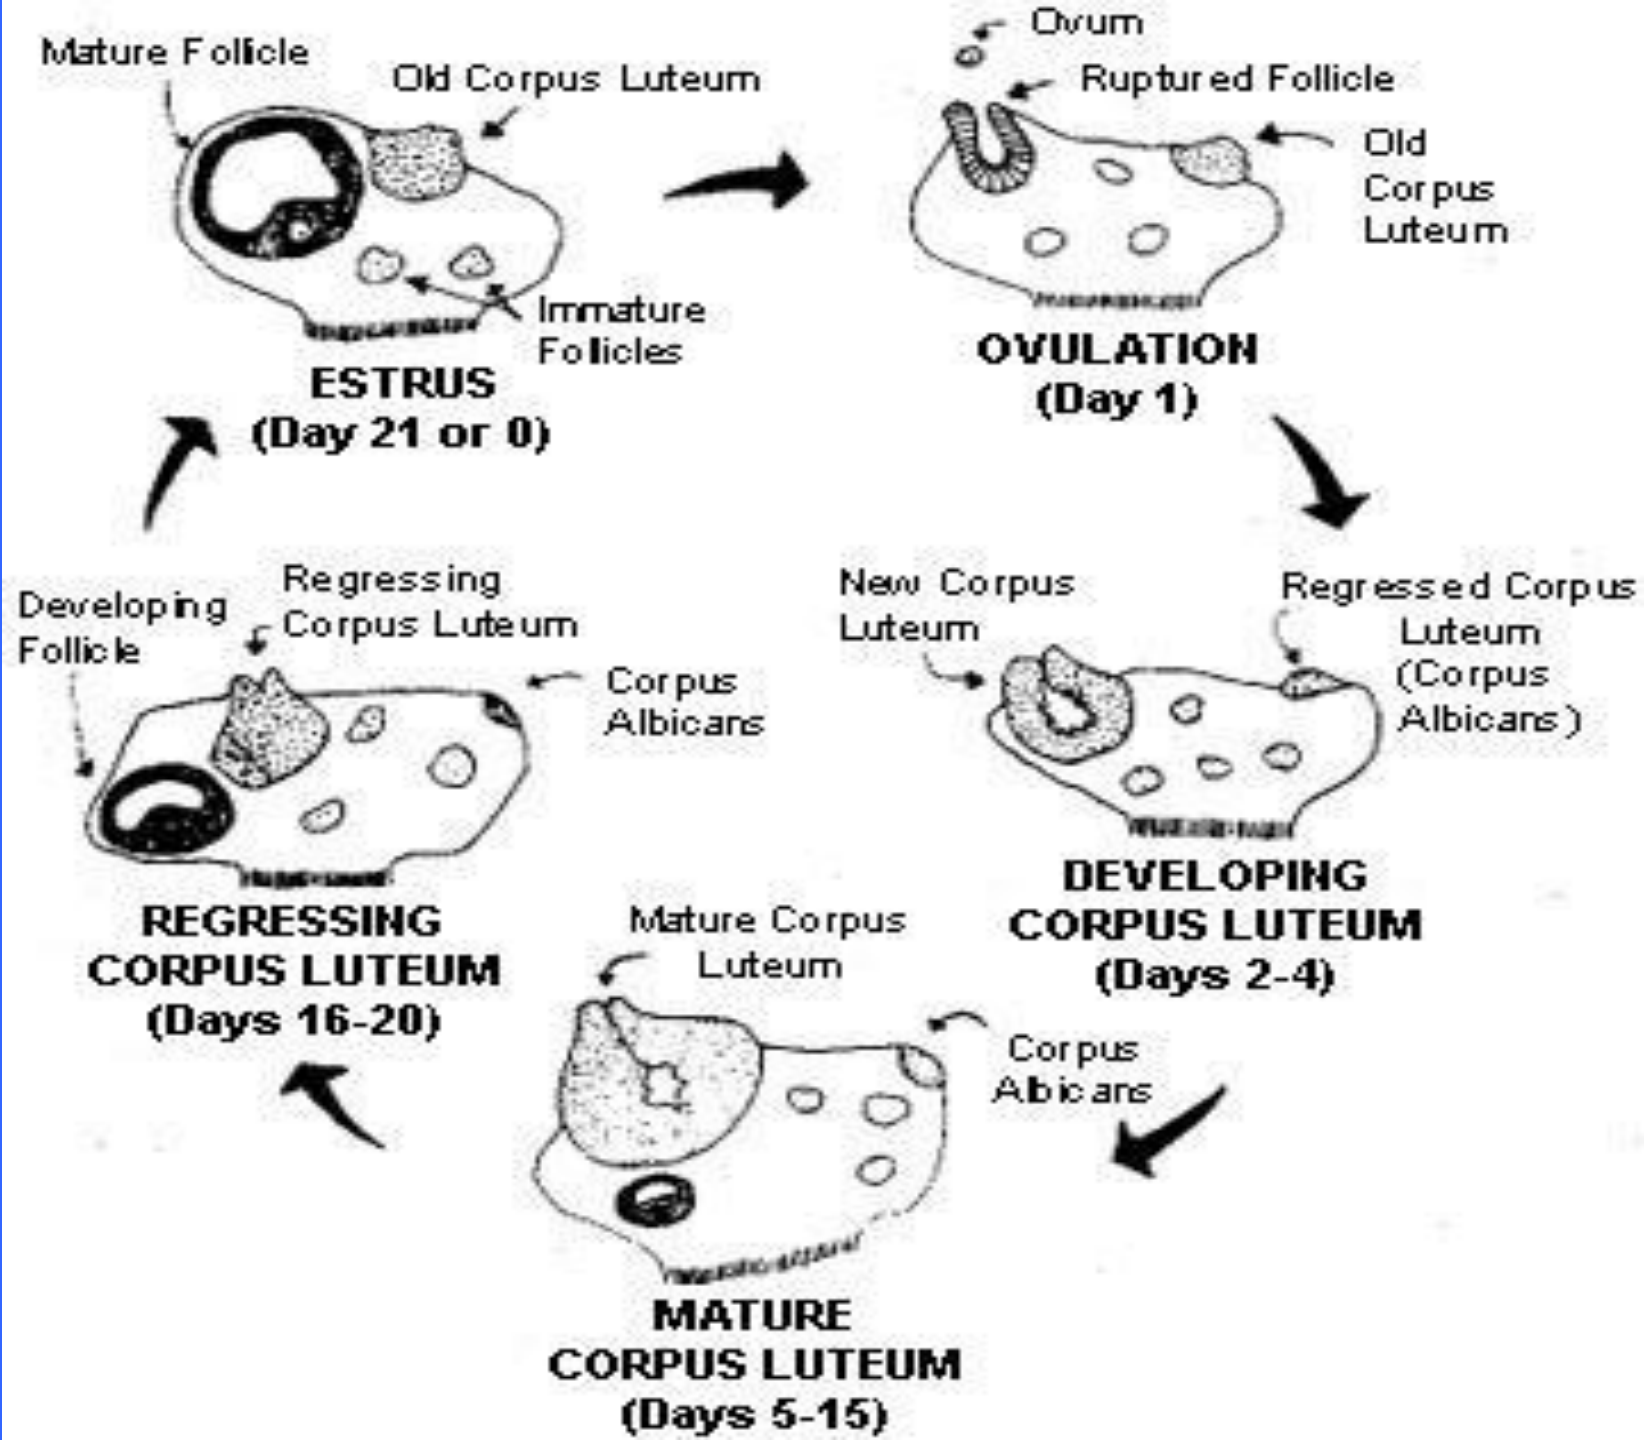 Mature Follicle
Old Corpus Luteum
Immature
Follicles
ESTRUS
(Day 21 or 0)
Ovum
Ruptured Follicle
Old
Corpus
Luteum
OVULATION
(Day 1)
New Corpus
Luteum
Regressed Corpus
Luteum
(Corpus
Albicans)
DEVELOPING
CORPUS LUTEUM
(Days 2-4)
Mature Corpus
Luteum
Corpus
Albicans
MATURE
CORPUS LUTEUM
(Days 5-15)
Developing
Follicle
Regressing
Corpus Luteum
Corpus
Albicans
REGRESSING
CORPUS LUTEUM
(Days 16-20)